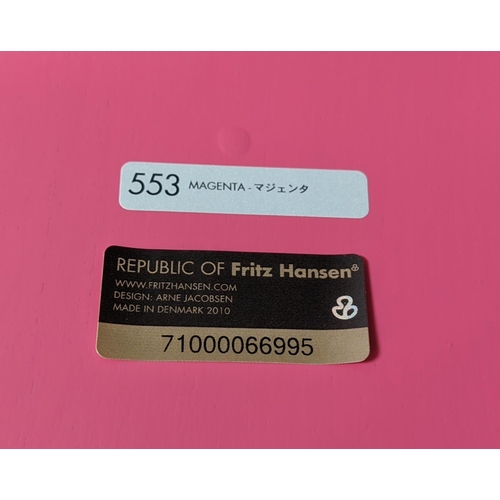 553 MAGENTA - マジェンタ
REPUBLIC OF Fritz Hansen
WWW.FRITZHANSEN.COM
DESIGN: ARNE JACOBSEN
MADE IN DENMARK 2010
71000066995